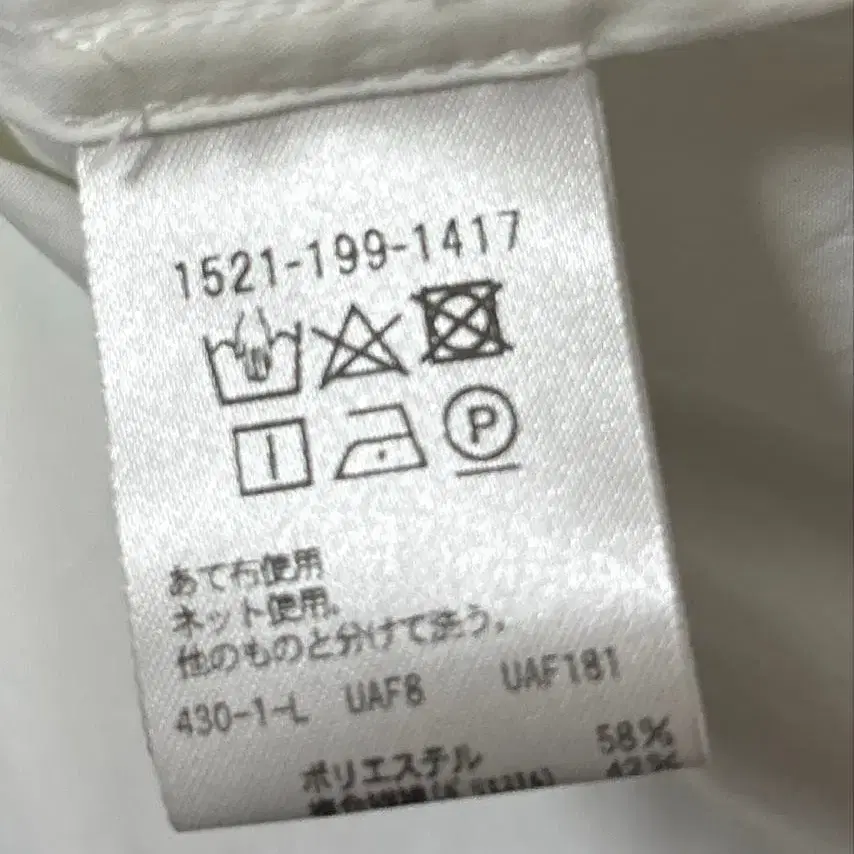 1521-199-1417
P
あて布使用
ネット使用.
他のものと分けて洗う.
430-1-L UAF8 UAF181
ポリエステル 58%
42%